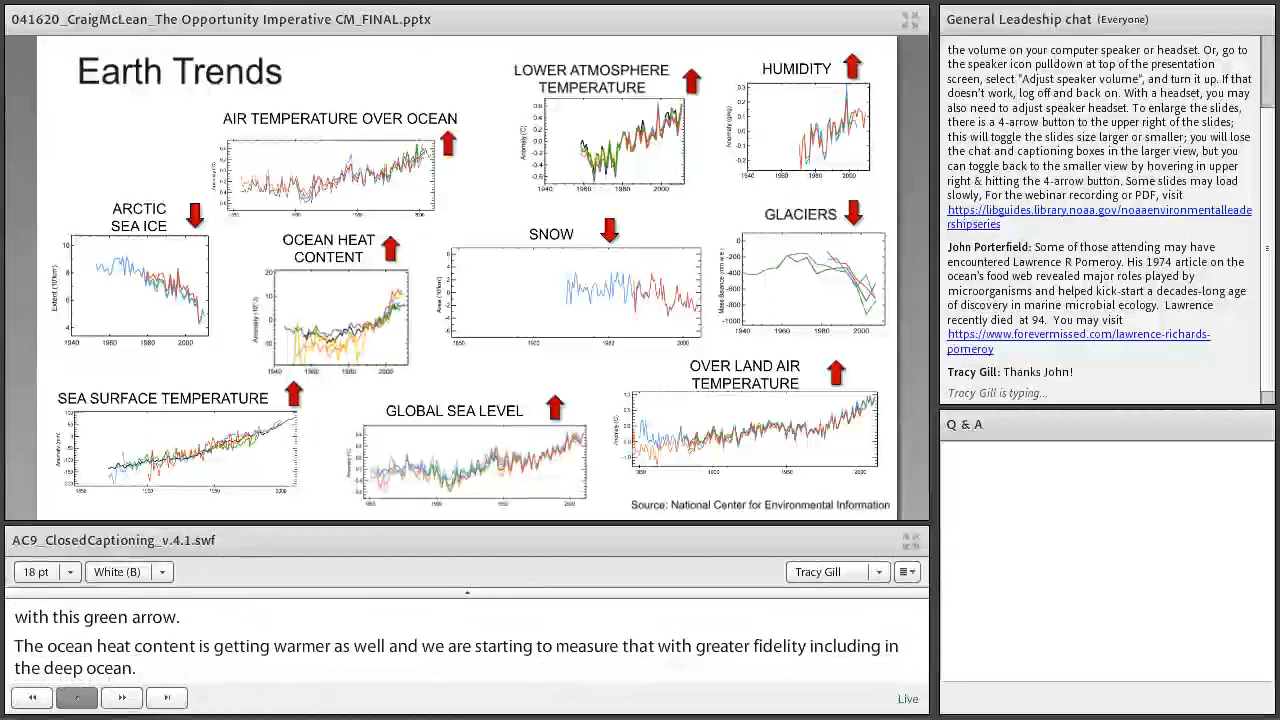 041620_CraigMcLean_The Opportunity Imperative CM_FINAL.pptx
Earth Trends
AIR TEMPERATURE OVER OCEAN
LOWER ATMOSPHERE
TEMPERATURE
HUMIDITY
ARCTIC
SEA ICE
OCEAN HEAT
CONTENT
SNOW
GLACIERS
SEA SURFACE TEMPERATURE
GLOBAL SEA LEVEL
OVER LAND AIR
TEMPERATURE
Source: National Center for Environmental Information
AC9_ClosedCaptioning_v.4.1.swf
18 pt
White (B)
Tracy Gill
with this green arrow.
The ocean heat content is getting warmer as well and we are starting to measure that with greater fidelity including in
the deep ocean.
Live
General Leadership chat (Everyone)
the volume on your computer speaker or headset. Or, go to
the speaker icon pulldown at top of the presentation
screen, select "Adjust speaker volume", and turn it up. If that
doesn't work, log off and back on. With a headset, you may
also need to adjust speaker headset. To enlarge the slides,
there is a 4-arrow button to the upper right of the slides;
this will toggle the slides size larger or smaller; you will lose
the chat and captioning boxes in the larger view, but you
can toggle back to the smaller view by hovering in upper
right & hitting the 4-arrow button. Some slides may load
slowly, For the webinar recording or PDF, visit
https://libguides.library.noaa.gov/noaaenvironmentalleade
rshipseries
John Porterfield: Some of those attending may have
encountered Lawrence R Pomeroy. His 1974 article on the
ocean's food web revealed major roles played by
microorganisms and helped kick-start a decades-long age
of discovery in marine microbial ecology. Lawrence
recently died at 94. You may visit
https://www.forevermissed.com/lawrence-richards-
pomeroy
Tracy Gill: Thanks John!
Tracy Gill is typing...
Q & A